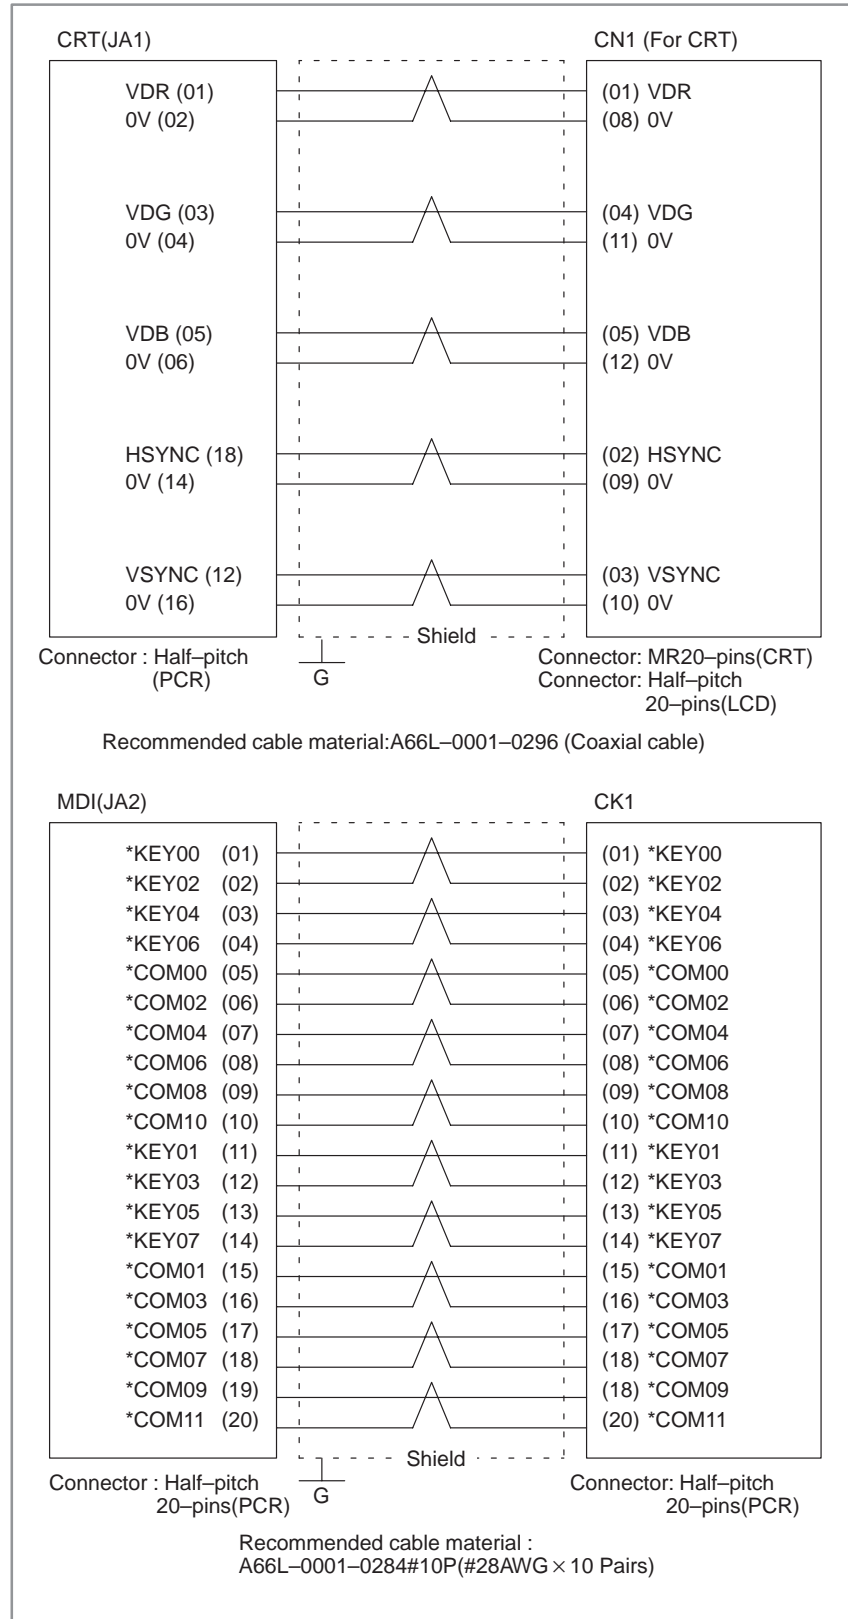 CRT(JA1) CN1 (For CRT)
VDR (01) (01) VDR
0V (02) (08) 0V
VDG (03) (04) VDG
0V (04) (11) 0V
VDB (05) (05) VDB
0V (06) (12) 0V
HSYNC (18) (02) HSYNC
0V (14) (09) 0V
VSYNC (12) (03) VSYNC
0V (16) (10) 0V
Shield
Connector : Half–pitch
(PCR)
G
Connector: MR20–pins(CRT)
Connector: Half–pitch
20–pins(LCD)
Recommended cable material:A66L–0001–0296 (Coaxial cable)
MDI(JA2) CK1
*KEY00 (01) (01) *KEY00
*KEY02 (02) (02) *KEY02
*KEY04 (03) (03) *KEY04
*KEY06 (04) (04) *KEY06
*COM00 (05) (05) *COM00
*COM02 (06) (06) *COM02
*COM04 (07) (07) *COM04
*COM06 (08) (08) *COM06
*COM08 (09) (09) *COM08
*COM10 (10) (10) *COM10
*KEY01 (11) (11) *KEY01
*KEY03 (12) (12) *KEY03
*KEY05 (13) (13) *KEY05
*KEY07 (14) (14) *KEY07
*COM01 (15) (15) *COM01
*COM03 (16) (16) *COM03
*COM05 (17) (17) *COM05
*COM07 (18) (18) *COM07
*COM09 (19) (18) *COM09
*COM11 (20) (20) *COM11
Shield
Connector : Half–pitch
20–pins(PCR)
G
Connector: Half–pitch
20–pins(PCR)
Recommended cable material :
A66L–0001–0284#10P(#28AWG × 10 Pairs)